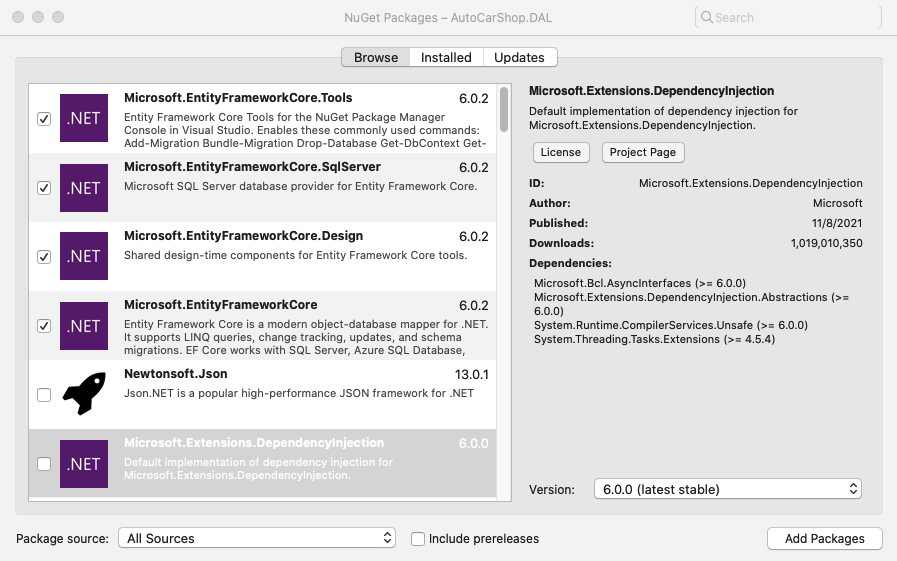 NuGet Packages – AutoCarShop.DAL
Search
Browse
Installed
Updates
.NET
Microsoft.EntityFrameworkCore.Tools
6.0.2
Entity Framework Core Tools for the NuGet Package Manager
Console in Visual Studio. Enables these commonly used commands:
Add-Migration Bundle-Migration Drop-Database Get-DbContext Get-
.NET
Microsoft.EntityFrameworkCore.SqlServer
6.0.2
Microsoft SQL Server database provider for Entity Framework Core.
.NET
Microsoft.EntityFrameworkCore.Design
6.0.2
Shared design-time components for Entity Framework Core tools.
.NET
Microsoft.EntityFrameworkCore
6.0.2
Entity Framework Core is a modern object-database mapper for .NET.
It supports LINQ queries, change tracking, updates, and schema
migrations. EF Core works with SQL Server, Azure SQL Database,
Newtonsoft.Json
13.0.1
Json.NET is a popular high-performance JSON framework for .NET
.NET
Microsoft.Extensions.DependencyInjection
6.0.0
Default implementation of dependency injection for
Microsoft.Extensions.DependencyInjection.
Microsoft.Extensions.DependencyInjection
Default implementation of dependency injection for
Microsoft.Extensions.DependencyInjection.
License
Project Page
ID: Microsoft.Extensions.DependencyInjection
Author: Microsoft
Published: 11/8/2021
Downloads: 1,019,010,350
Dependencies:
Microsoft.Bcl.AsyncInterfaces (>= 6.0.0)
Microsoft.Extensions.DependencyInjection.Abstractions (>=
6.0.0)
System.Runtime.CompilerServices.Unsafe (>= 6.0.0)
System.Threading.Tasks.Extensions (>= 4.5.4)
Version: 6.0.0 (latest stable)
Package source: All Sources
Include prereleases
Add Packages